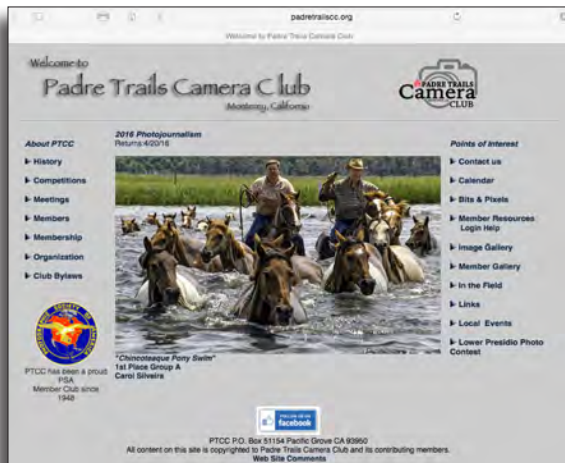 padretrailscc.org
Welcome to Padre Trails Camera Club
Welcome to
Padre Trails Camera Club
Monterey, California
PADRE TRAILS
Camera
CLUB
About PTCC
History
Competitions
Meetings
Members
Membership
Organization
Club Bylaws
PHOTOGRAPHIC SOCIETY OF AMERICA
PTCC has been a proud
PSA
Member Club since
1948
2016 Photojournalism
Returns 4/20/16
"Chincoteaque Pony Swim"
1st Place Group A
Carol Silveira
Points of Interest
Contact us
Calendar
Bits & Pixels
Member Resources
Login Help
Image Gallery
Member Gallery
In the Field
Links
Local Events
Lower Presidio Photo
Contest
facebook
PTCC P.O. Box 51154 Pacific Grove CA 93950
All content on this site is copyrighted to Padre Trails Camera Club and its contributing members.
Web Site Comments